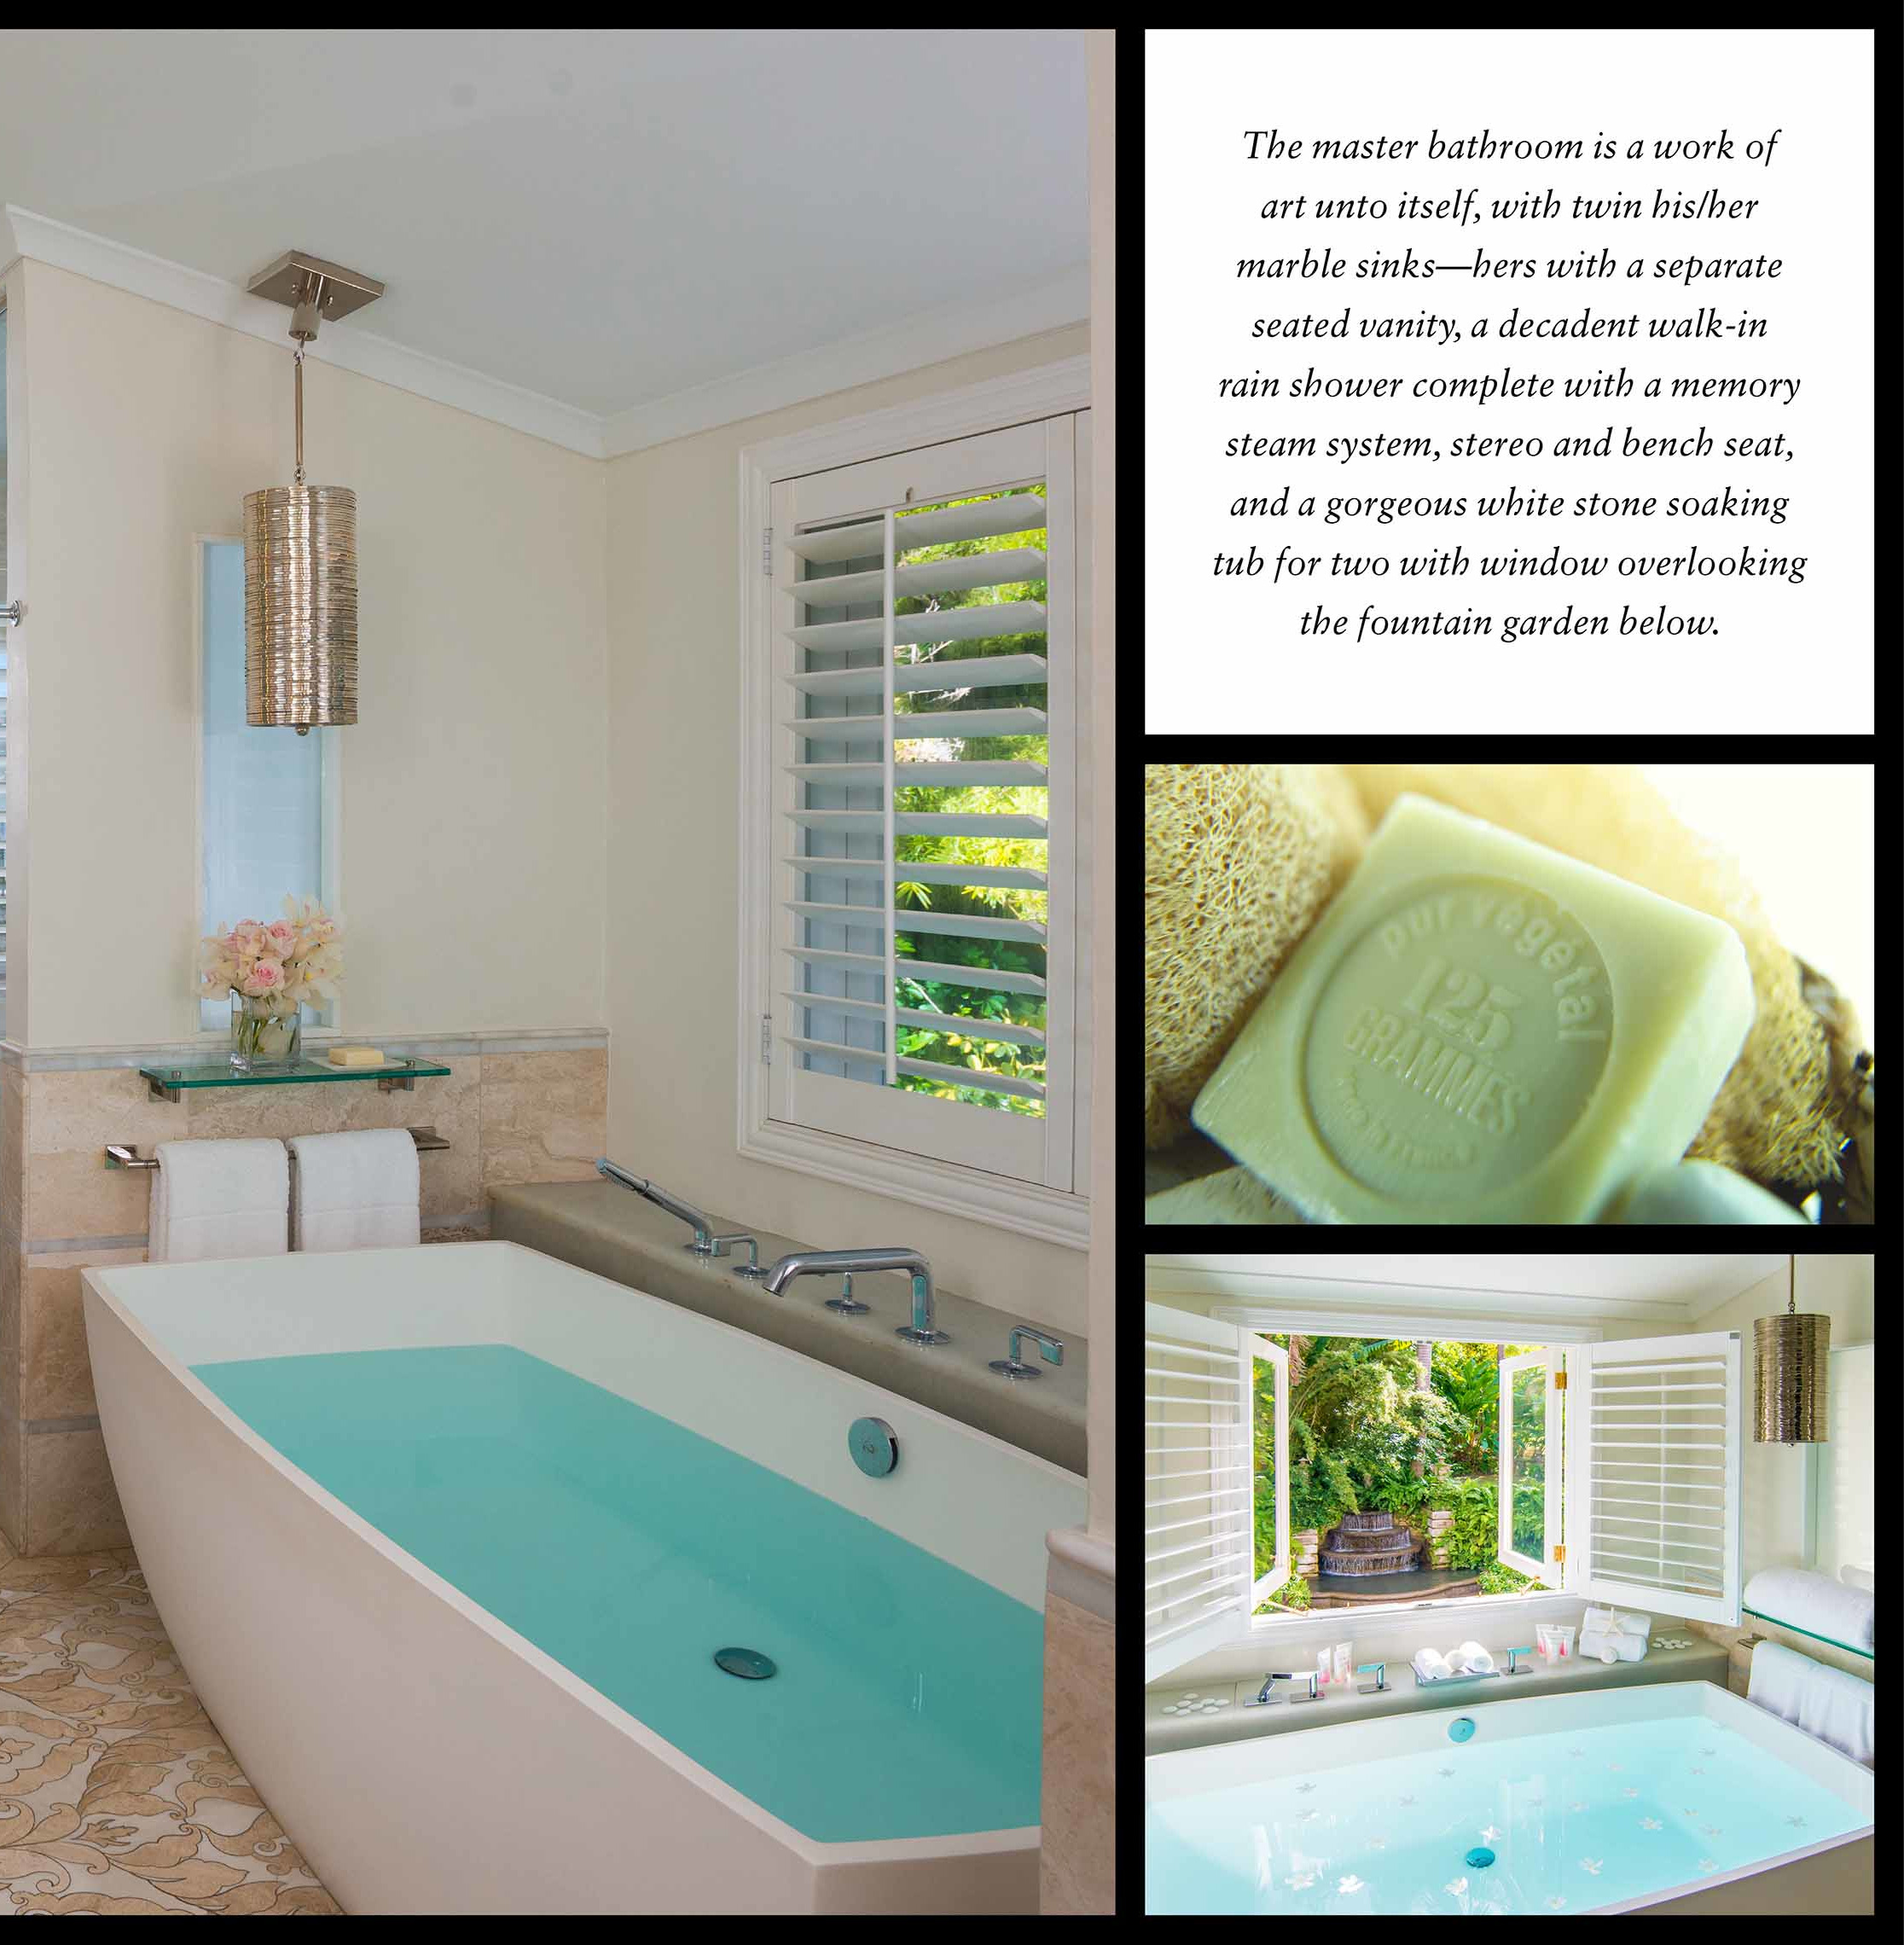 The master bathroom is a work of
art unto itself, with twin his/her
marble sinks—hers with a separate
seated vanity, a decadent walk-in
rain shower complete with a memory
steam system, stereo and bench seat,
and a gorgeous white stone soaking
tub for two with window overlooking
the fountain garden below.
pur végétal
125
GRAMMES